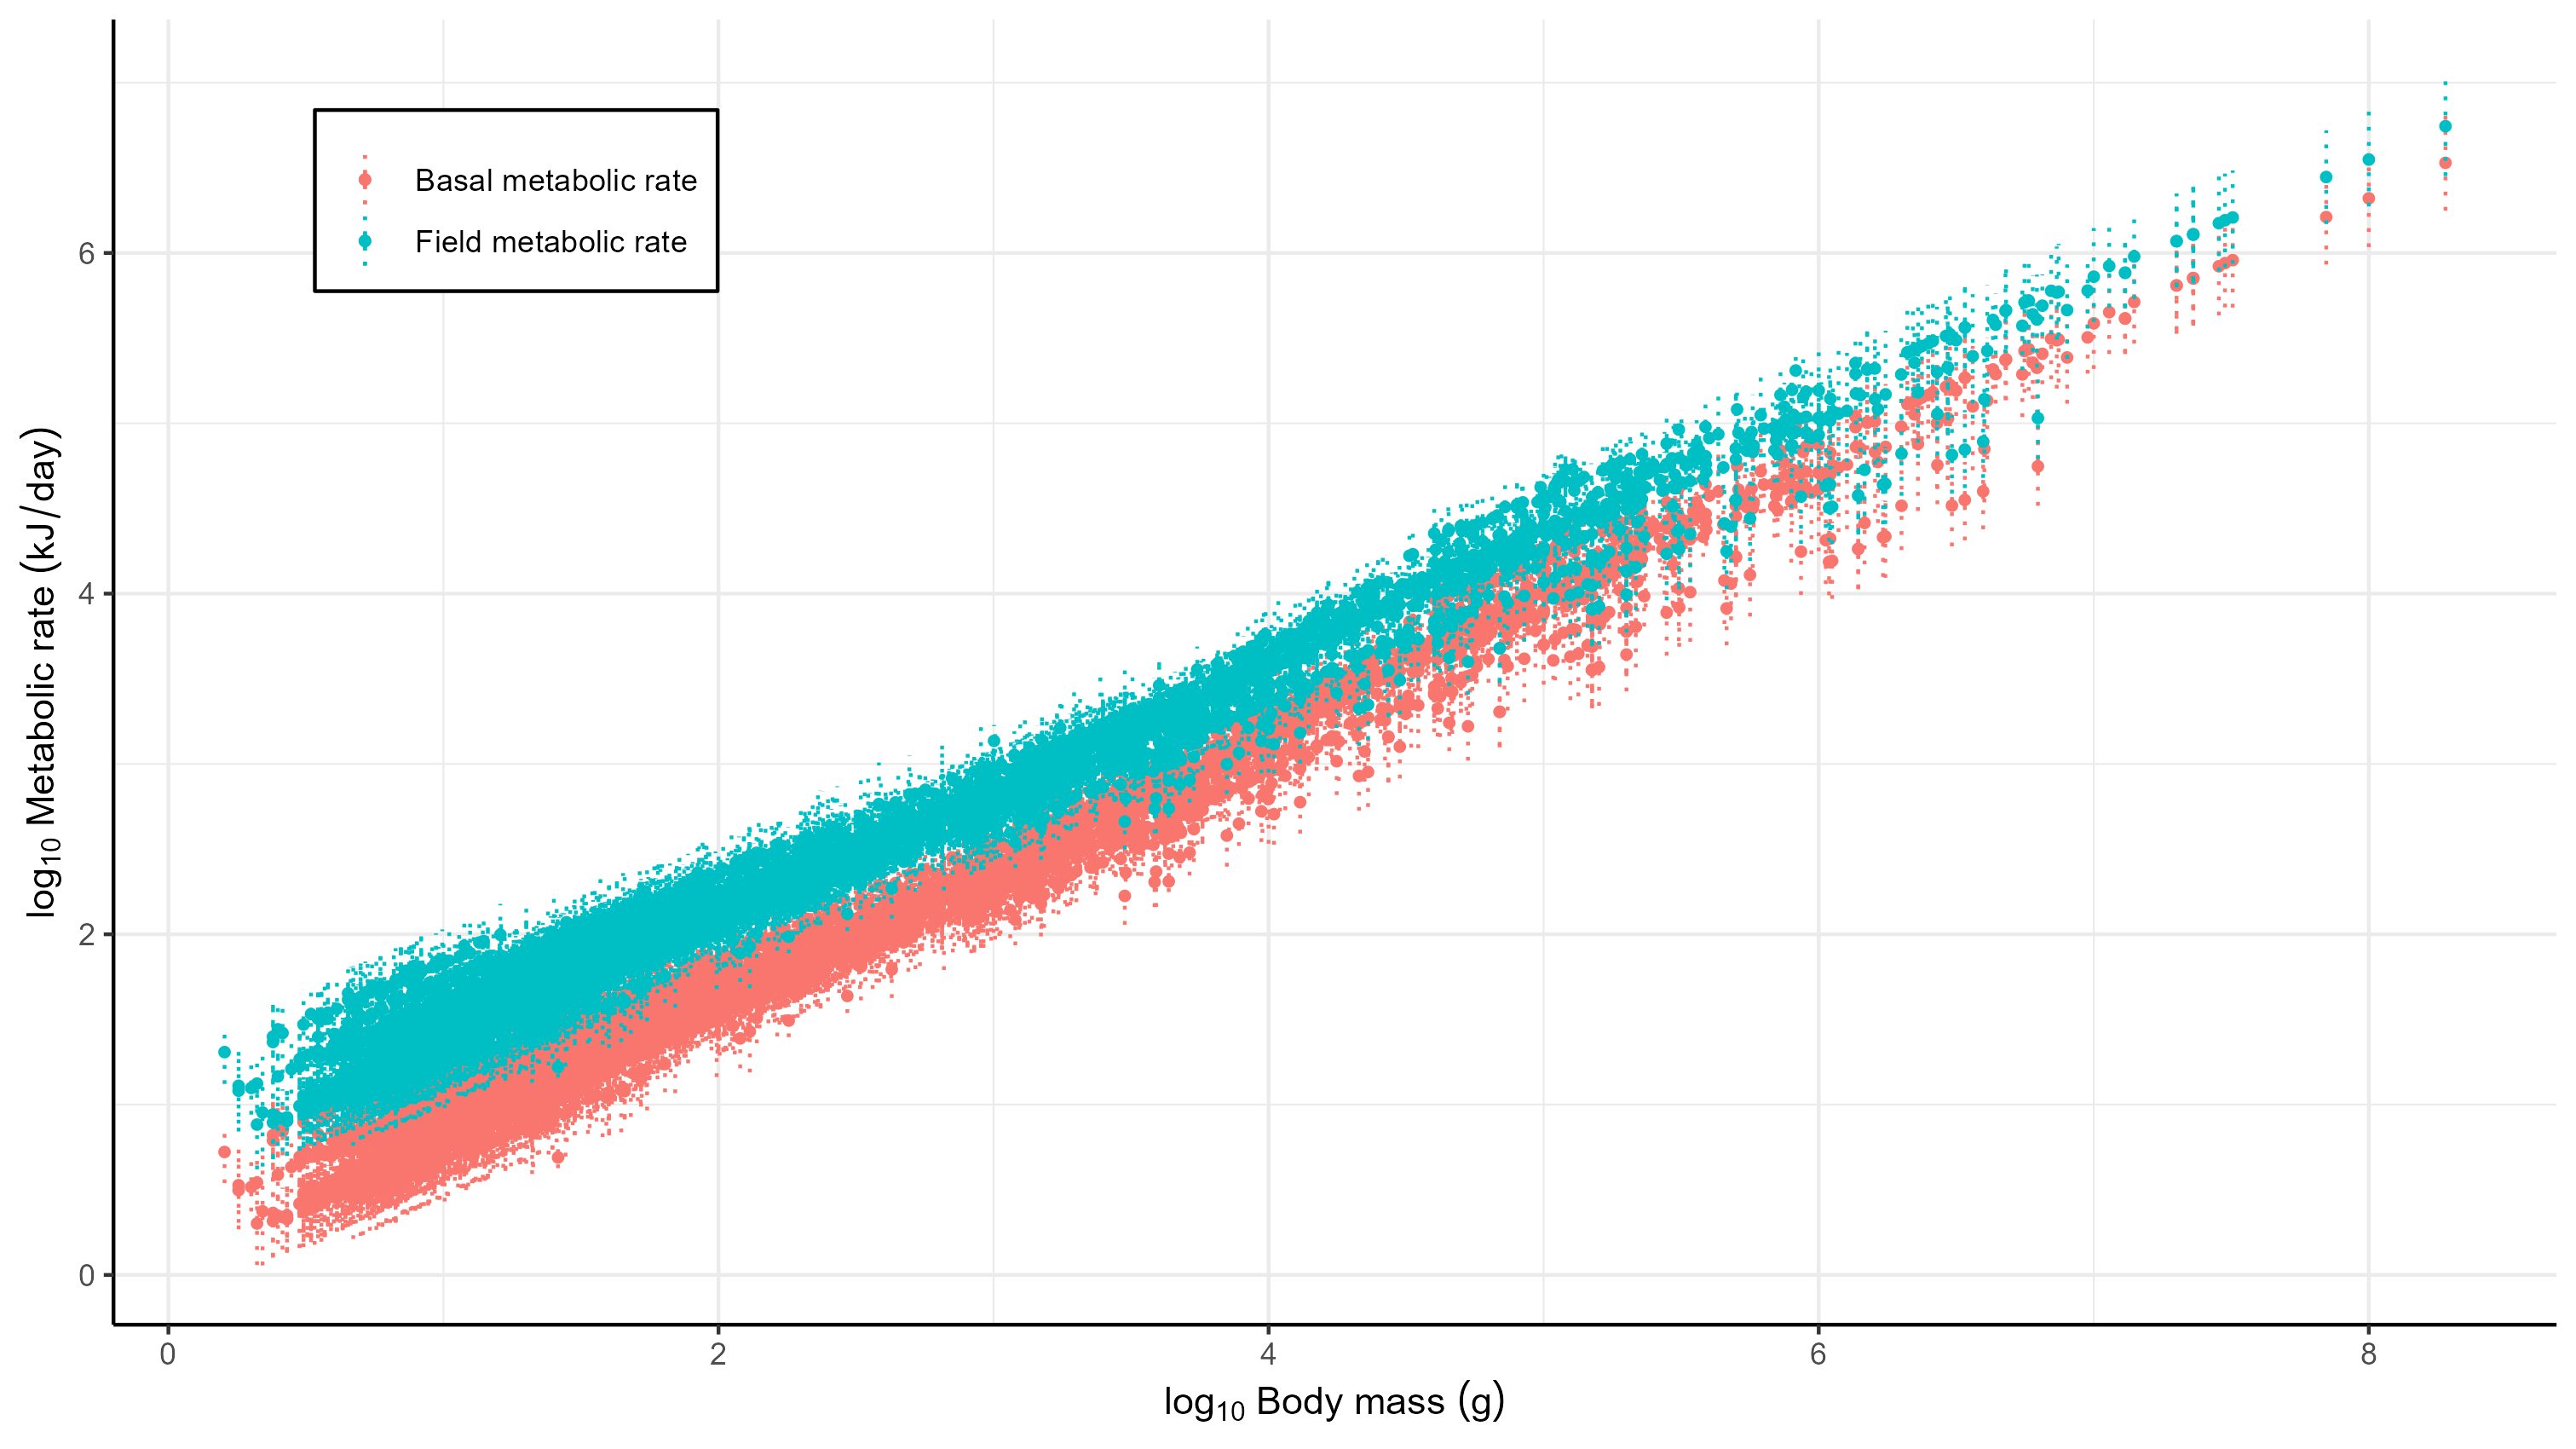 Basal metabolic rate
Field metabolic rate
6
4
2
0
log₁₀ Metabolic rate (kJ/day)
0 2 4 6 8
log₁₀ Body mass (g)